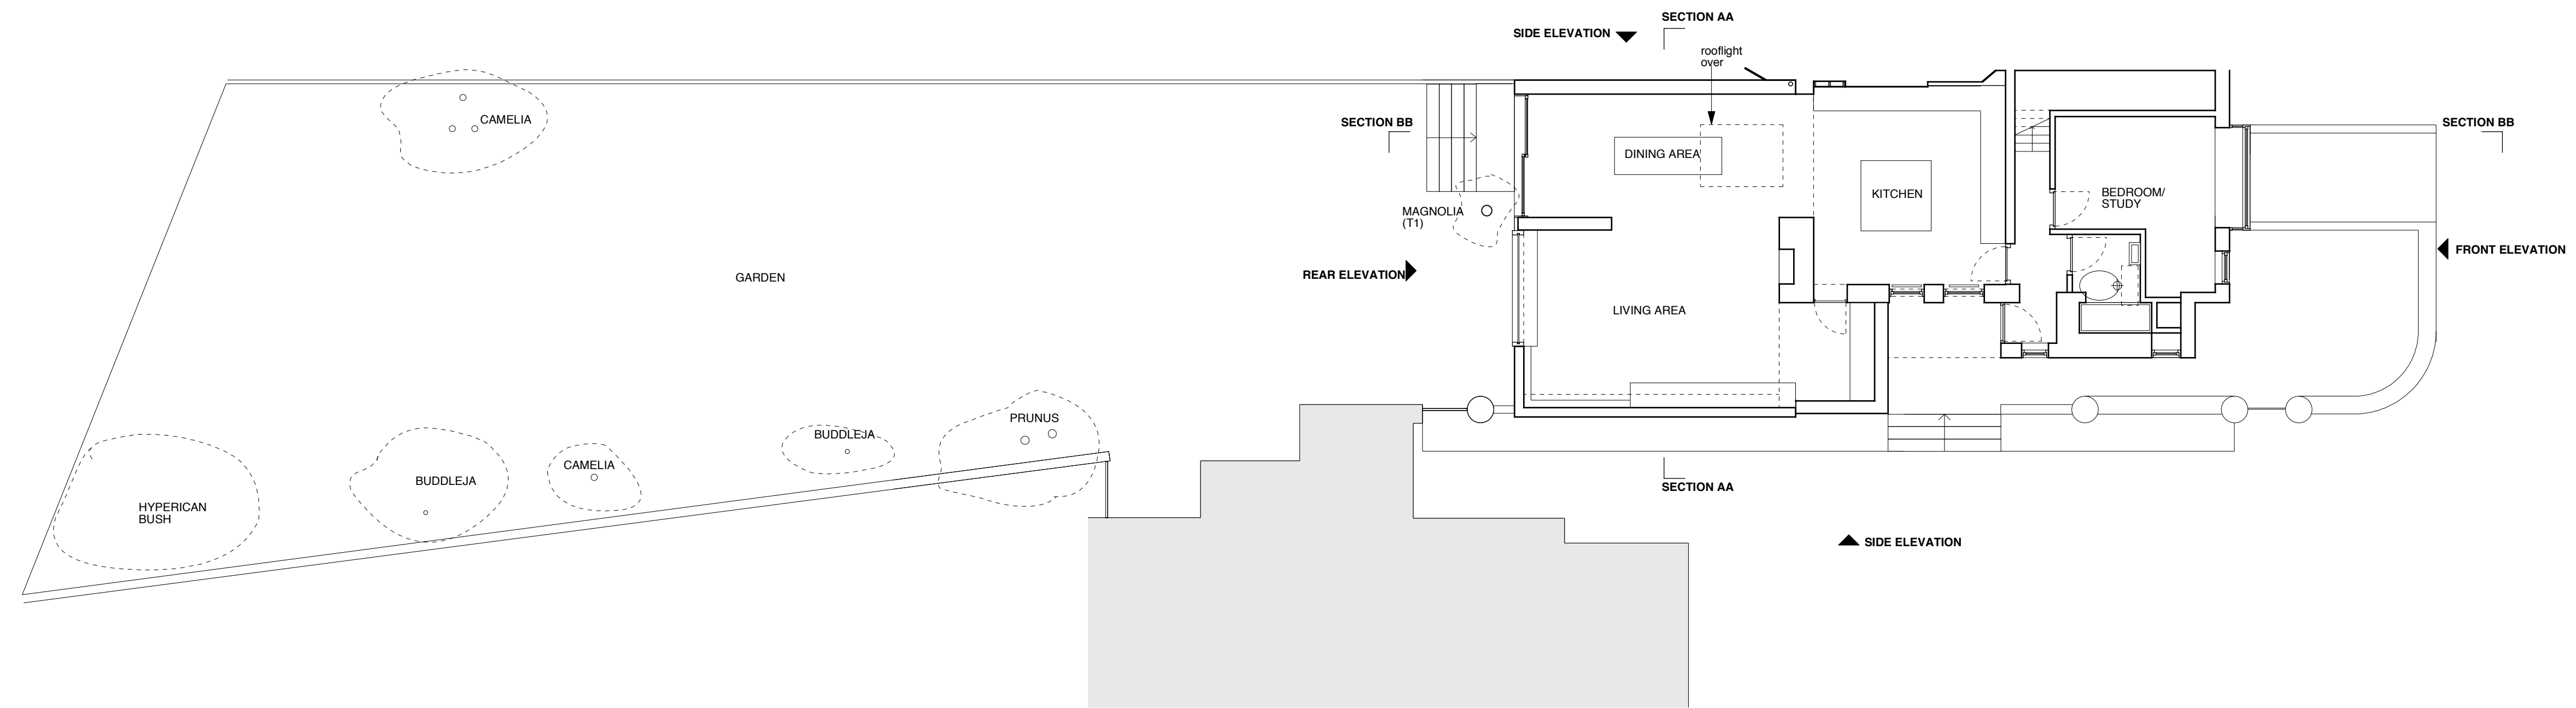 SECTION AA
SIDE ELEVATION
rooflight
over
CAMELIA
SECTION BB
SECTION BB
DINING AREA
KITCHEN
BEDROOM/
STUDY
MAGNOLIA
(T1)
FRONT ELEVATION
REAR ELEVATION
GARDEN
LIVING AREA
PRUNUS
BUDDLEJA
CAMELIA
BUDDLEJA
SECTION AA
HYPERICAN
BUSH
SIDE ELEVATION